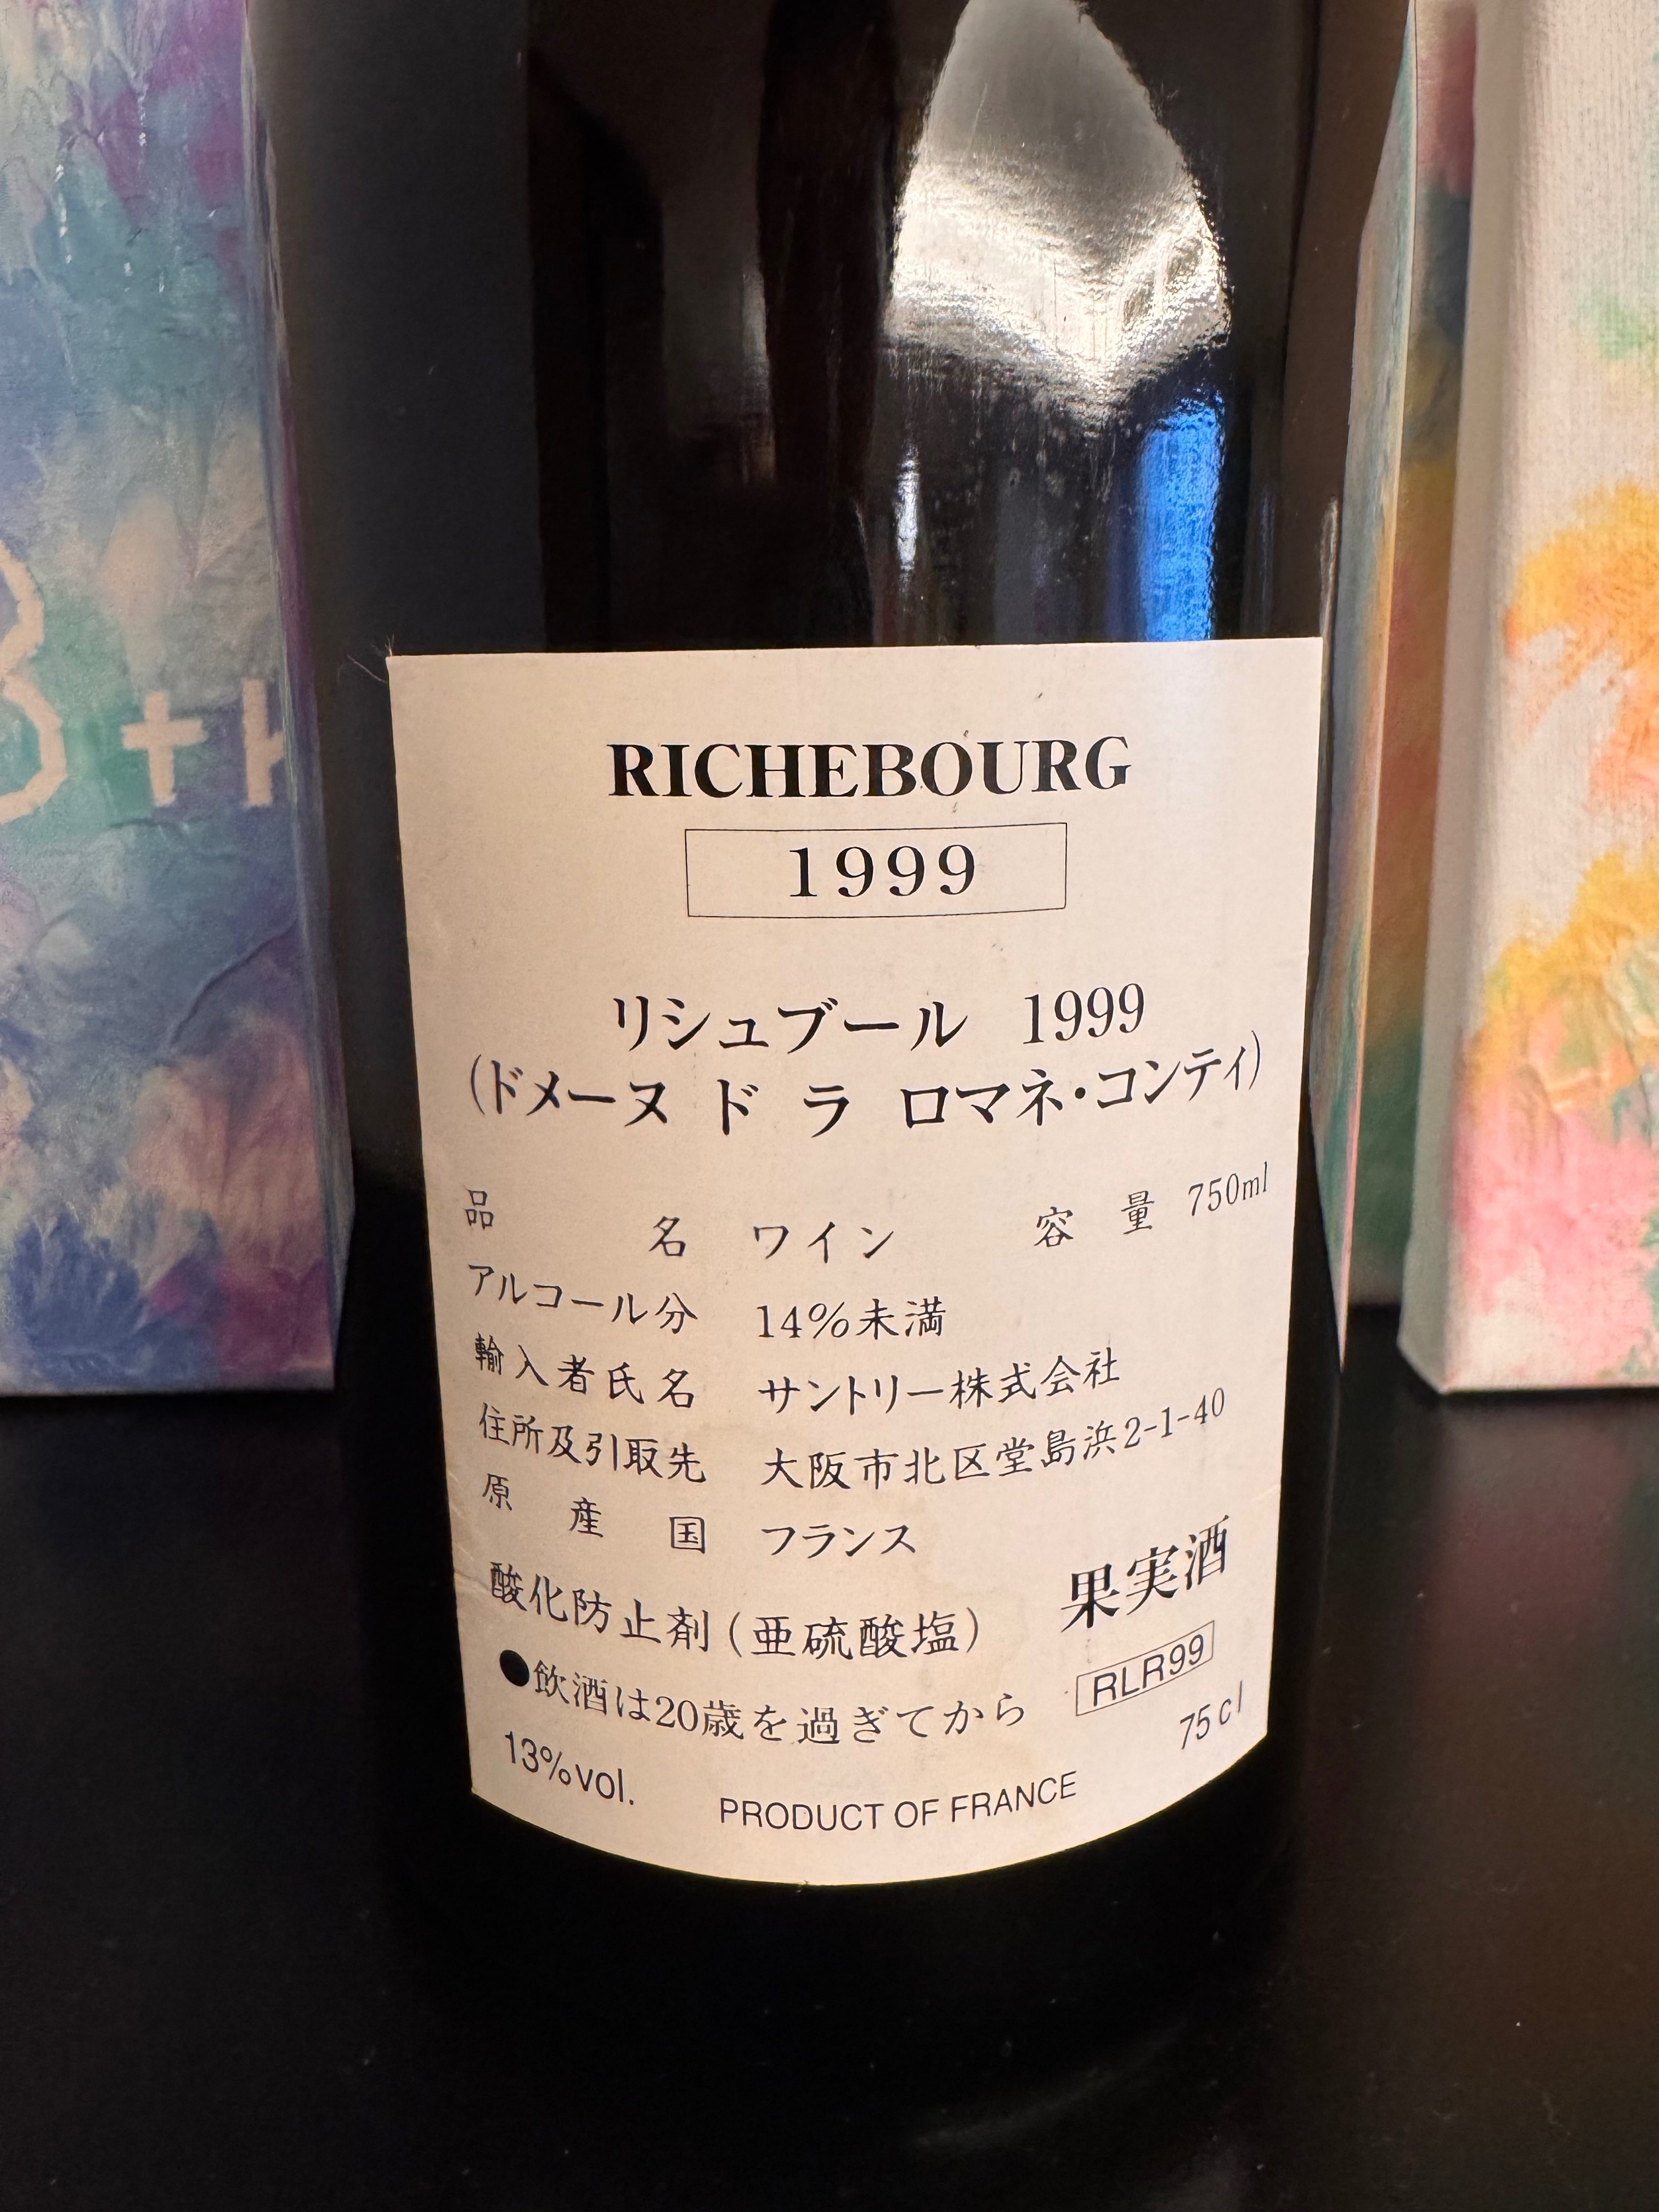 RICHEBOURG
1999
リシュブール 1999
(ドメーヌ ド ラ ロマネ・コンティ)
品名 ワイン 容量 750ml
アルコール分 14%未満
輸入者氏名 サントリー株式会社
住所及引取先 大阪市北区堂島浜2-1-40
原産国 フランス
酸化防止剤(亜硫酸塩) 果実酒
●飲酒は20歳を過ぎてから RLR99
13%vol. PRODUCT OF FRANCE 75cl